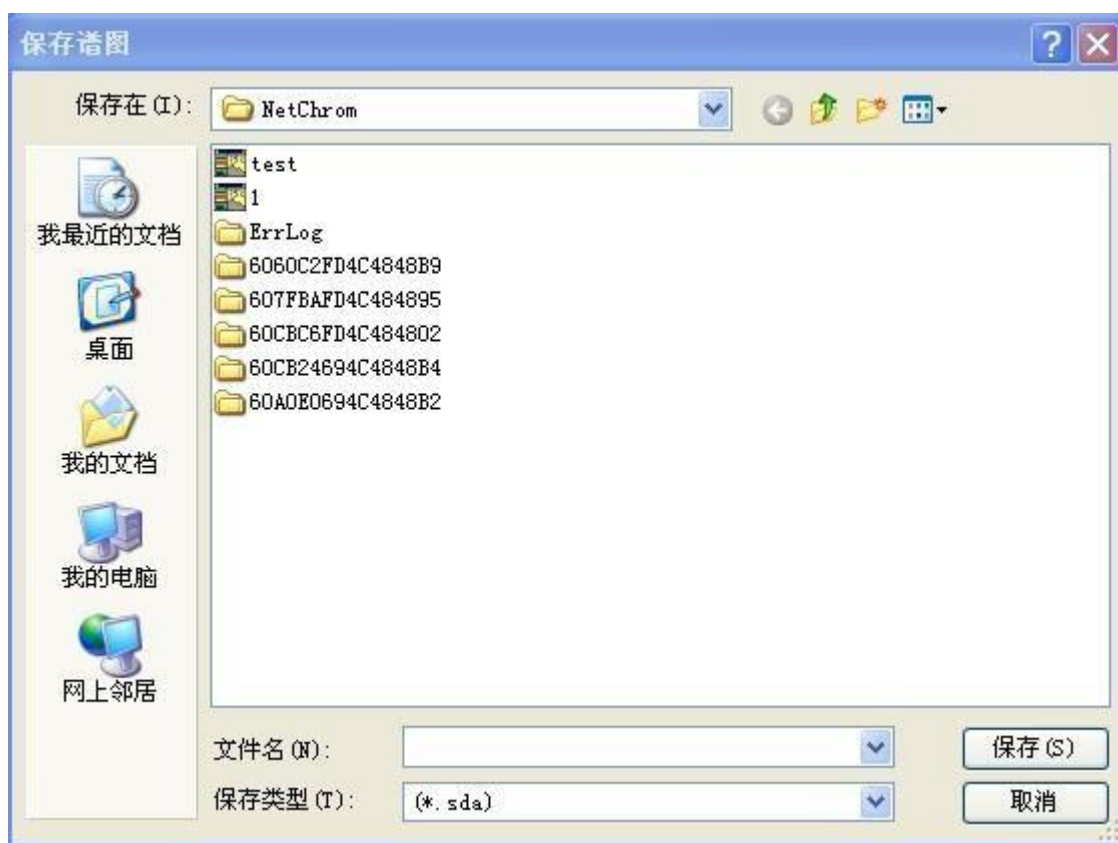 保存谱图
保存在(I):
NetChrom
我最近的文档
桌面
我的文档
我的电脑
网上邻居
test
1
ErrLog
6060C2FD4C4848B9
607FBAFD4C484895
60CBC6FD4C484802
60CB24694C4848B4
60A0E0694C4848B2
文件名(N):
保存(S)
保存类型(T):
(*.sda)
取消